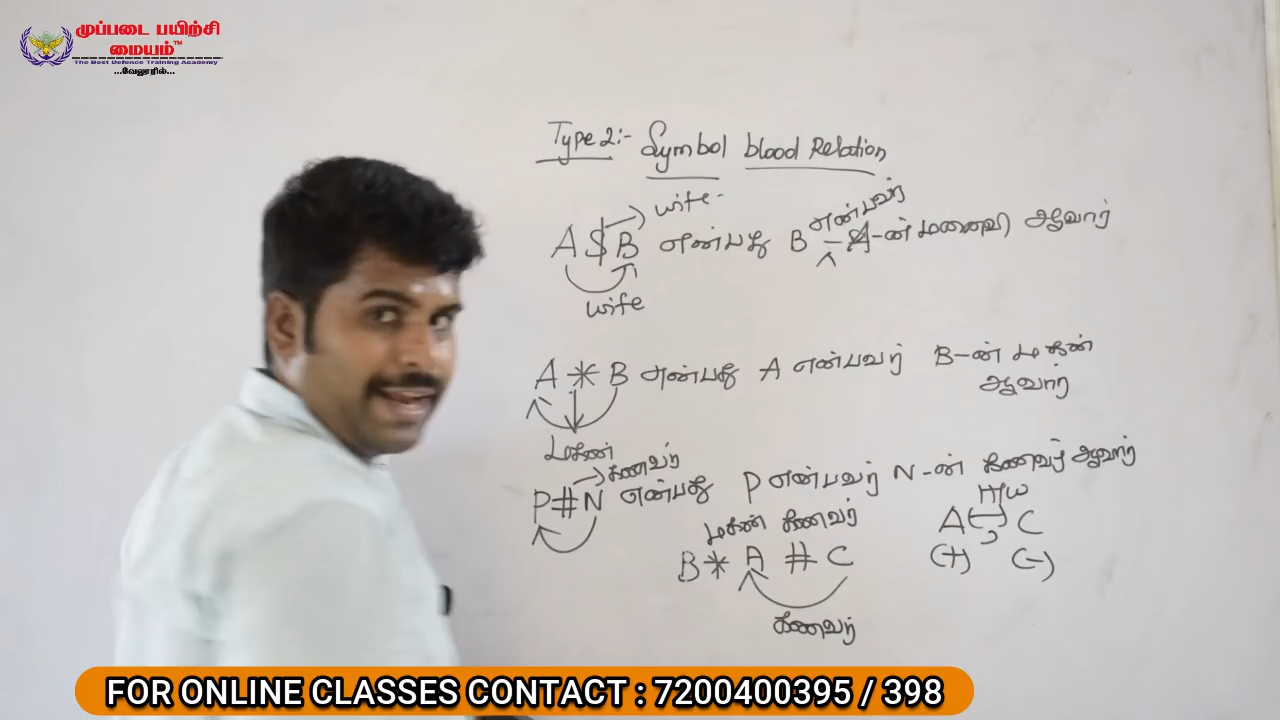 முப்படை பயிற்சி
மையம்™
The Best Defence Training Academy
...வேலூரில்...
Type 2:- Symbol blood Relation
wife
A $ B என்பது B என்பவர் A-ன் மனைவி ஆவார்
wife
A * B என்பது A என்பவர் B-ன் மகன்
ஆவார்
மகன்
கணவர்
P # N என்பது P என்பவர் N-ன் கணவர் ஆவார்
மகன் கணவர்
H/W
B * A # C
A C
(+) (-)
கணவர்
FOR ONLINE CLASSES CONTACT : 7200400395 / 398